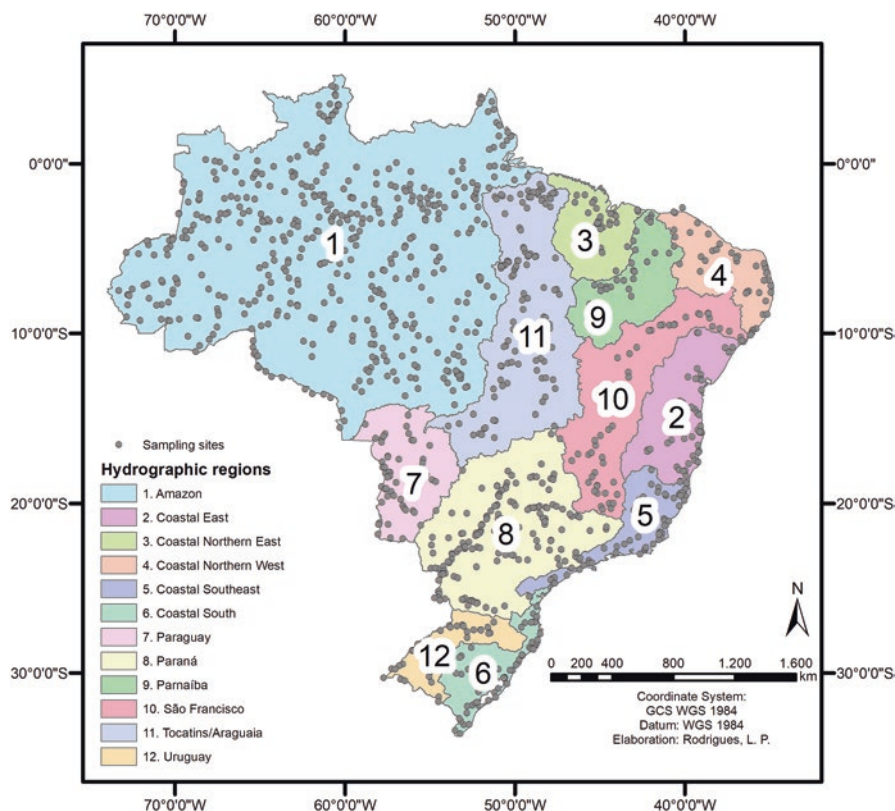 70°0'0"W 60°0'0"W 50°0'0"W 40°0'0"W
0°0'0"
10°0'0"S
20°0'0"S
30°0'0"S
0°0'0"
10°0'0"S
20°0'0"S
30°0'0"S
1
3
4
9
11
10
2
7
5
8
12
6
Sampling sites
Hydrographic regions
1. Amazon
2. Coastal East
3. Coastal Northern East
4. Coastal Northern West
5. Coastal Southeast
6. Coastal South
7. Paraguay
8. Paraná
9. Parnaíba
10. São Francisco
11. Tocatins/Araguaia
12. Uruguay
N
0 200 400 800 1,200 1,600
km
Coordinate System:
GCS WGS 1984
Datum: WGS 1984
Elaboration: Rodrigues, L. P.
70°0'0"W 60°0'0"W 50°0'0"W 40°0'0"W